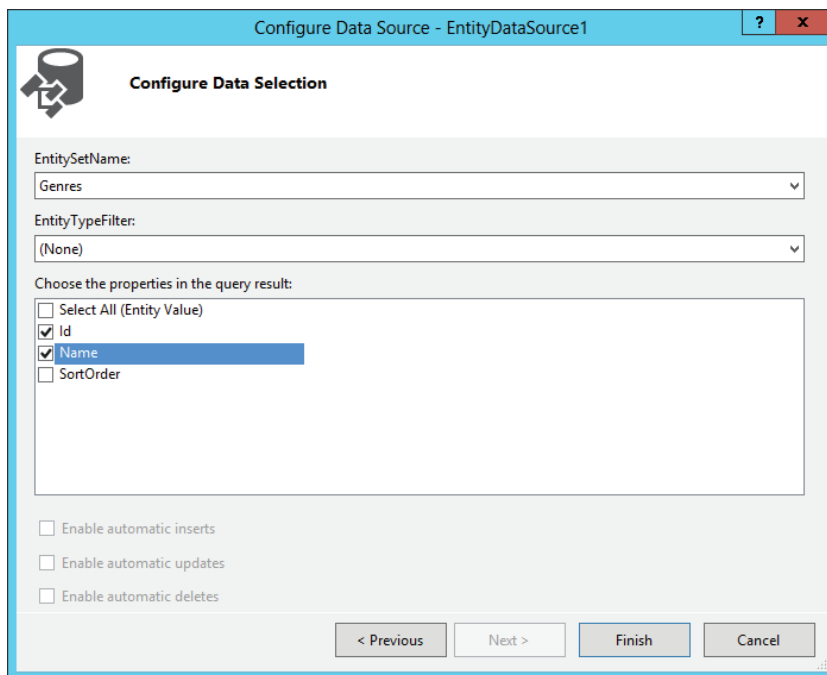 Configure Data Source - EntityDataSource1
? x
Configure Data Selection
EntitySetName:
Genres
EntityTypeFilter:
(None)
Choose the properties in the query result:
Select All (Entity Value)
Id
Name
SortOrder
Enable automatic inserts
Enable automatic updates
Enable automatic deletes
< Previous Next > Finish Cancel